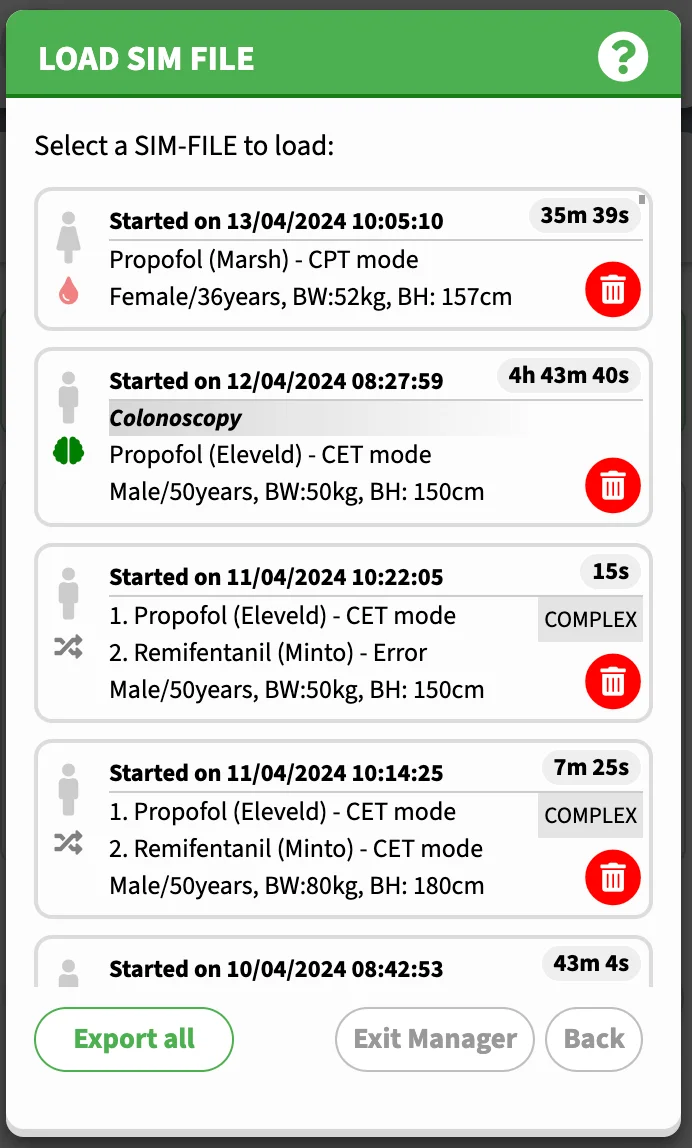 LOAD SIM FILE
?
Select a SIM-FILE to load:
Started on 13/04/2024 10:05:10 35m 39s
Propofol (Marsh) - CPT mode
Female/36years, BW:52kg, BH: 157cm
Started on 12/04/2024 08:27:59 4h 43m 40s
Colonoscopy
Propofol (Eleveld) - CET mode
Male/50years, BW:50kg, BH: 150cm
Started on 11/04/2024 10:22:05 15s
1. Propofol (Eleveld) - CET mode COMPLEX
2. Remifentanil (Minto) - Error
Male/50years, BW:50kg, BH: 150cm
Started on 11/04/2024 10:14:25 7m 25s
1. Propofol (Eleveld) - CET mode COMPLEX
2. Remifentanil (Minto) - CET mode
Male/50years, BW:80kg, BH: 180cm
Started on 10/04/2024 08:42:53 43m 4s
Export all Exit Manager Back